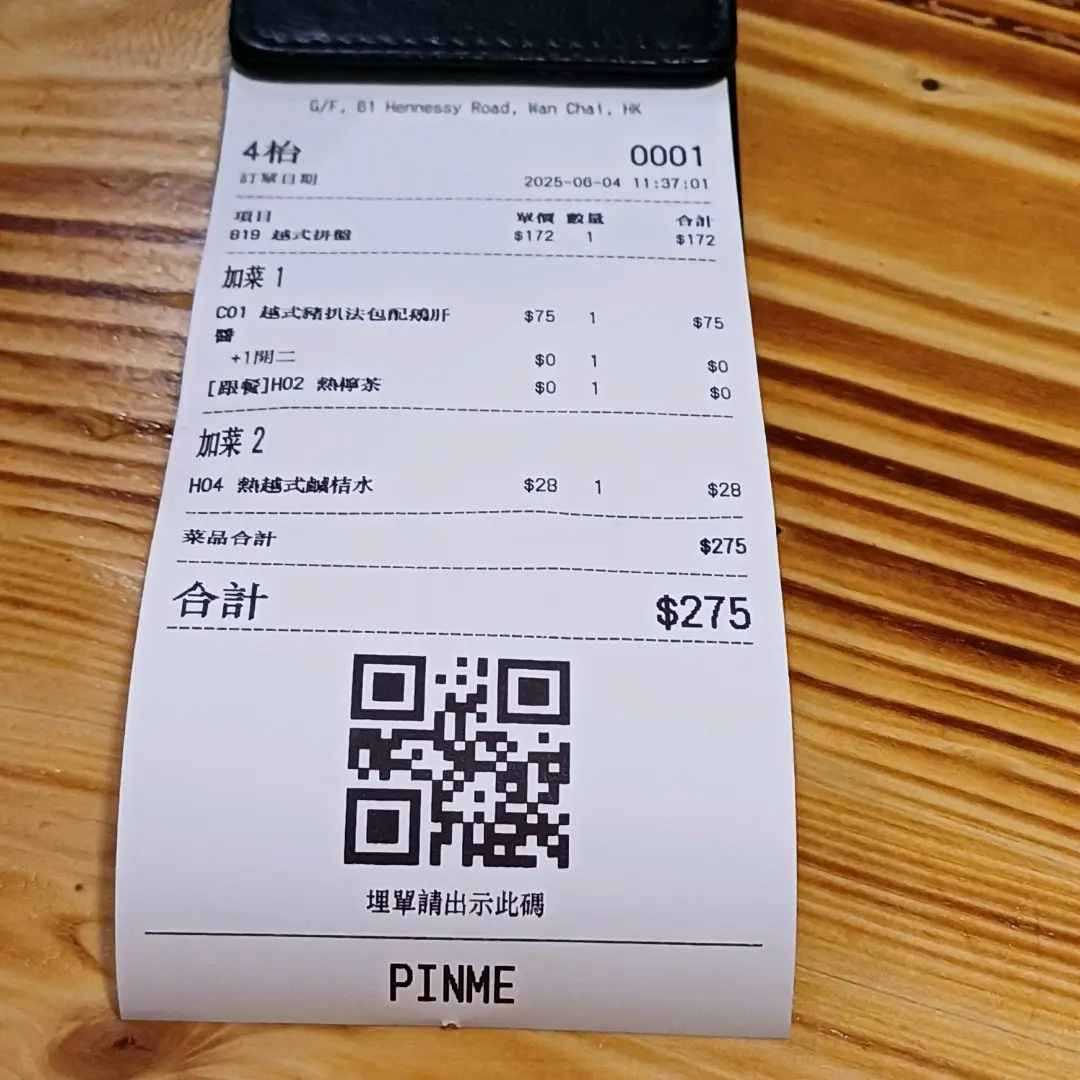 G/F, 61 Hennessy Road, Wan Chai, HK
4枱 0001
訂單日期 2025-06-04 11:37:01
項目 單價 數量 合計
B19 越式拼盤 $172 1 $172
加菜 1
C01 越式豬扒法包配鵝肝 $75 1 $75
醬
+1開二 $0 1 $0
[跟餐]H02 熱檸茶 $0 1 $0
加菜 2
H04 熱越式鹹桔水 $28 1 $28
菜品合計 $275
合計 $275
埋單請出示此碼
PINME